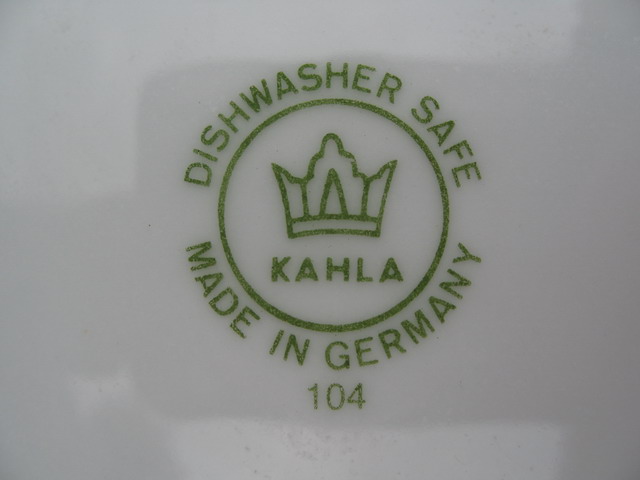 DISHWASHER SAFE
KAHLA
MADE IN GERMANY
104